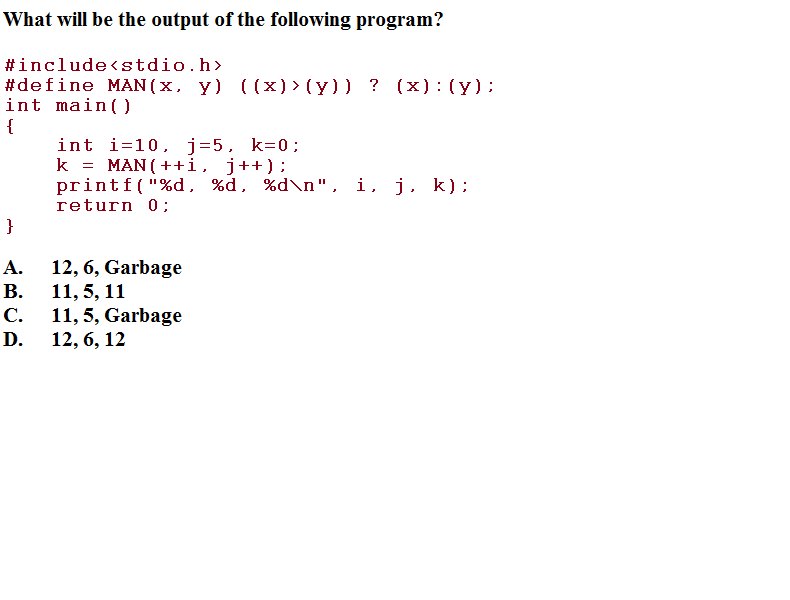 What will be the output of the following program?
#include<stdio.h>
#define MAN(x, y) ((x)>(y)) ? (x):(y);
int main()
{
int i=10, j=5, k=0;
k = MAN(++i, j++);
printf("%d, %d, %d\n", i, j, k);
return 0;
}
A. 12, 6, Garbage
B. 11, 5, 11
C. 11, 5, Garbage
D. 12, 6, 12